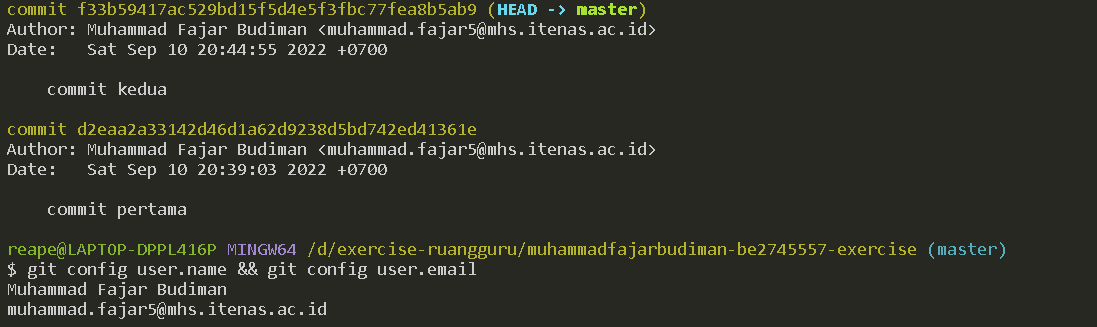 commit f33b59417ac529bd15f5d4e5f3fbc77fea8b5ab9 (HEAD -> master)
Author: Muhammad Fajar Budiman <muhammad.fajar5@mhs.itenas.ac.id>
Date:   Sat Sep 10 20:44:55 2022 +0700
commit kedua
commit d2eaa2a33142d46d1a62d9238d5bd742ed41361e
Author: Muhammad Fajar Budiman <muhammad.fajar5@mhs.itenas.ac.id>
Date:   Sat Sep 10 20:39:03 2022 +0700
commit pertama
reape@LAPTOP-DPPL416P MINGW64 /d/exercise-ruangguru/muhammadfajarbudiman-be2745557-exercise (master)
$ git config user.name && git config user.email
Muhammad Fajar Budiman
muhammad.fajar5@mhs.itenas.ac.id